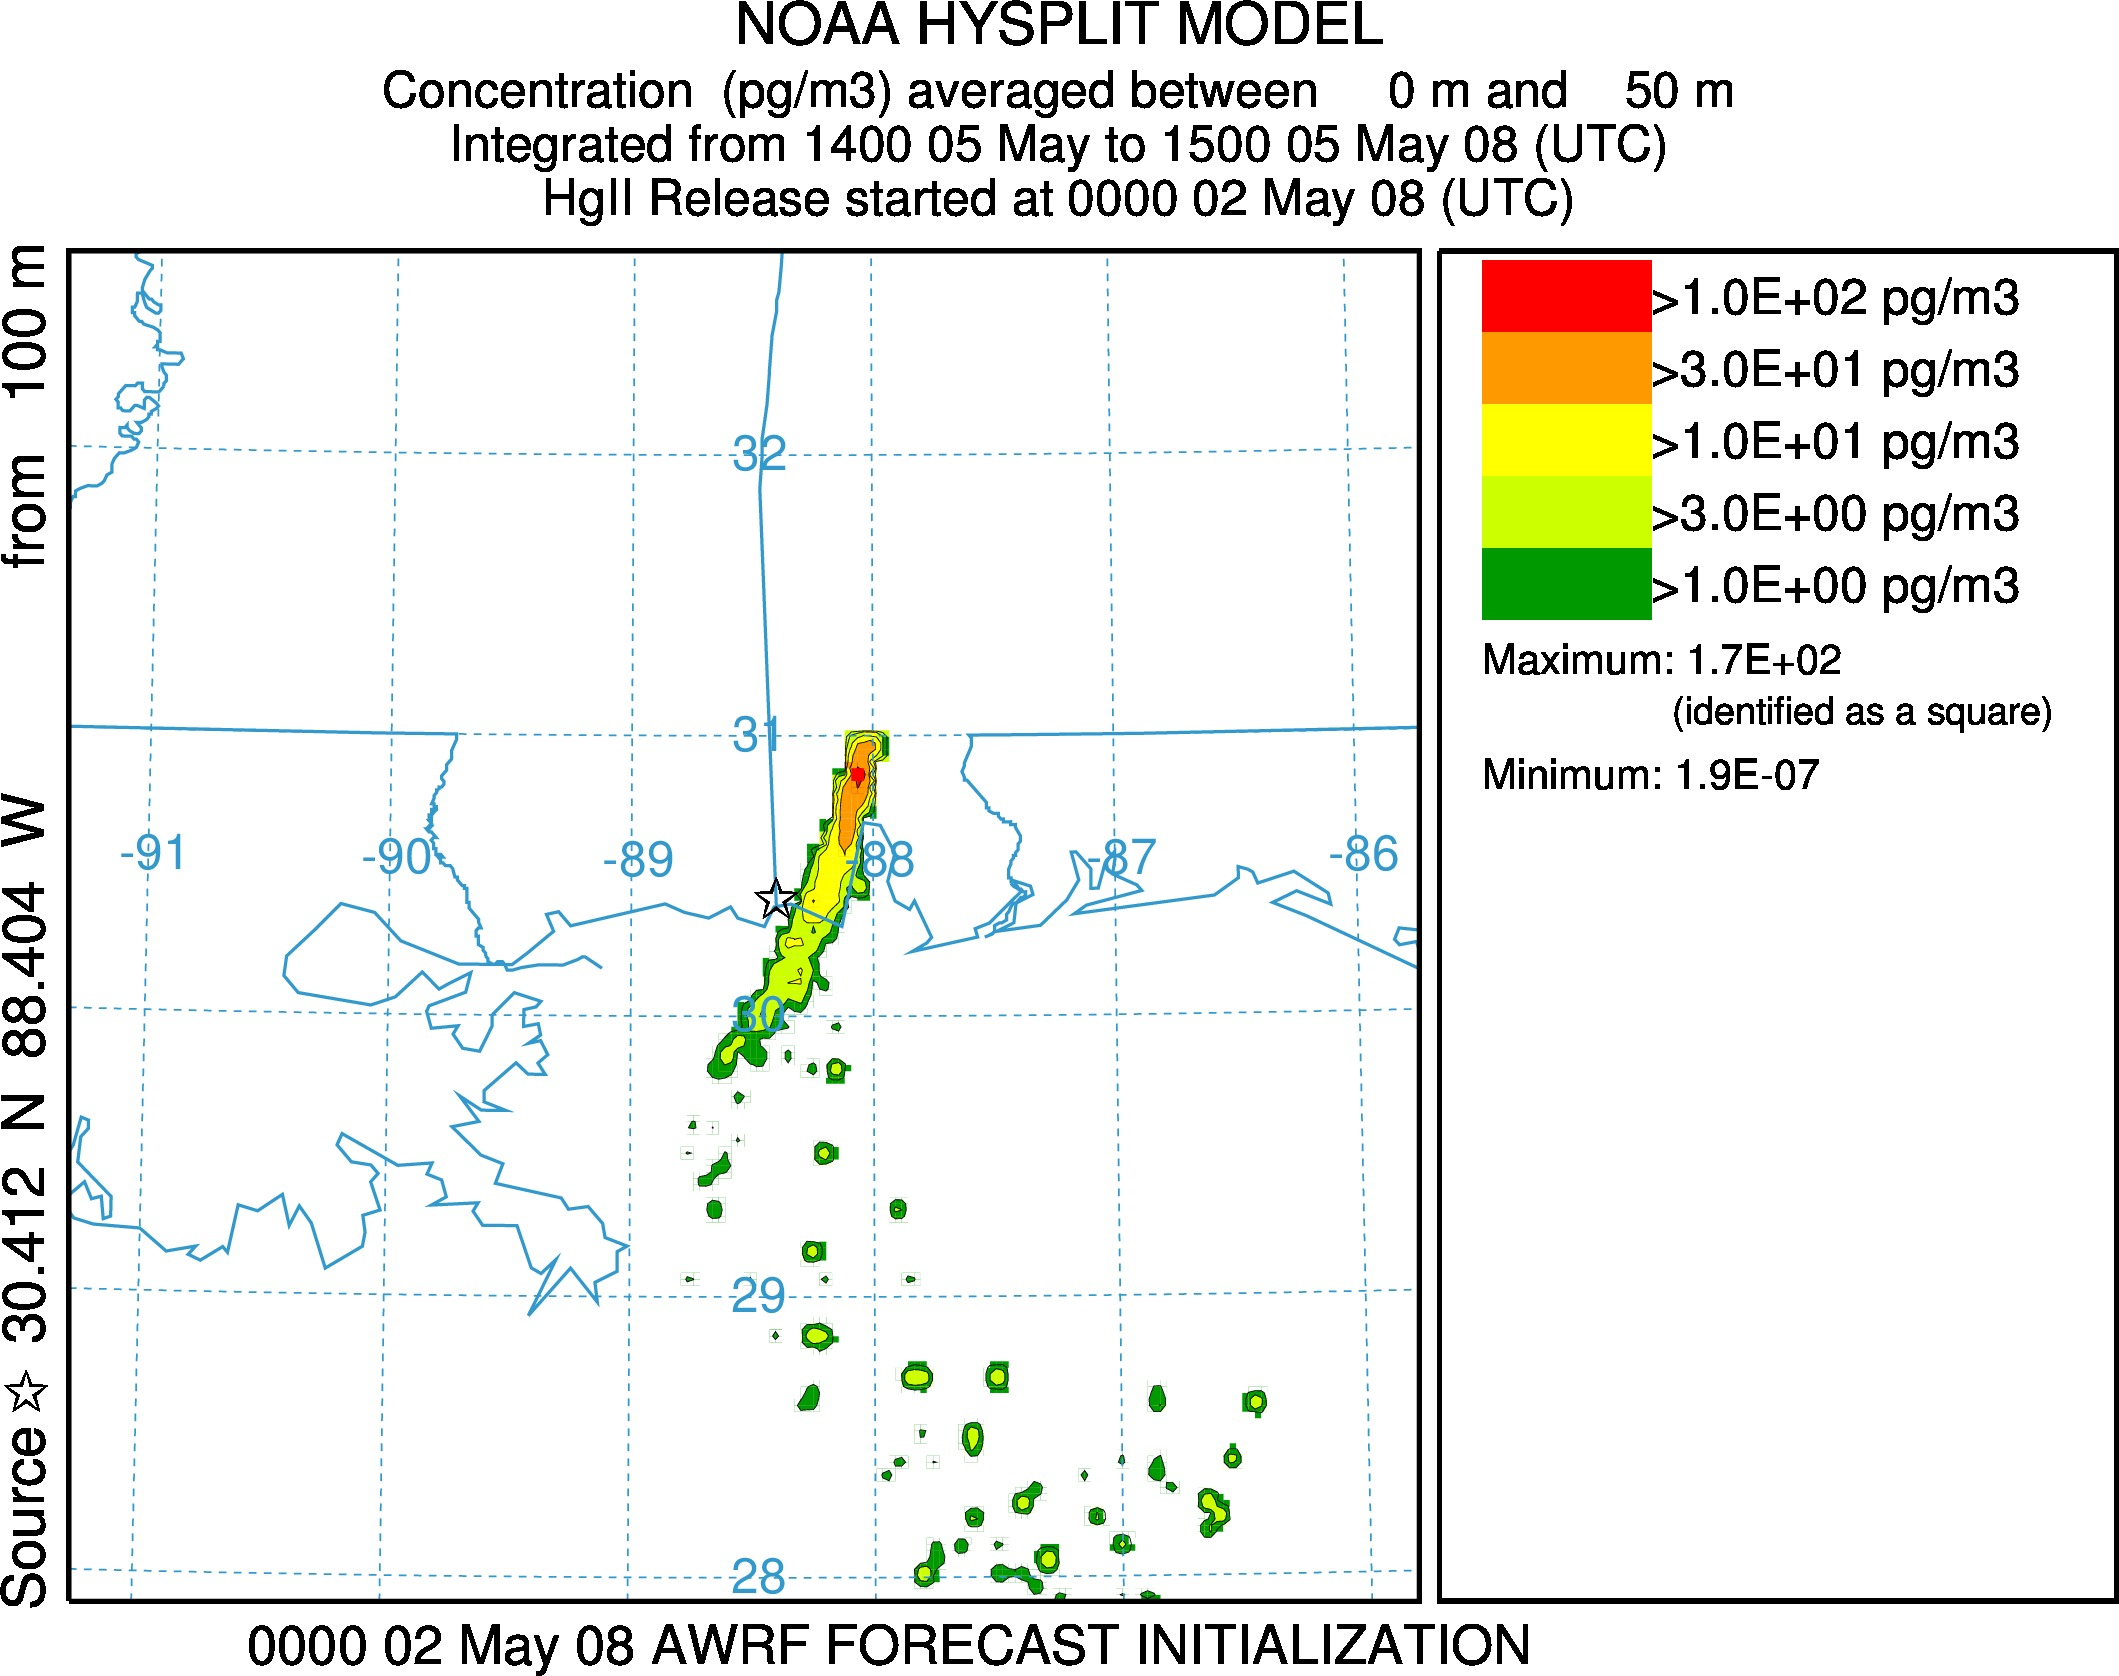 NOAA HYSPLIT MODEL
Concentration (pg/m3) averaged between 0 m and 50 m
Integrated from 1400 05 May to 1500 05 May 08 (UTC)
HgII Release started at 0000 02 May 08 (UTC)
Source ☆ 30.412 N 88.404 W from 100 m
32
31
-91 -90 -89 -88 -87 -86
30
29
28
>1.0E+02 pg/m3
>3.0E+01 pg/m3
>1.0E+01 pg/m3
>3.0E+00 pg/m3
>1.0E+00 pg/m3
Maximum: 1.7E+02
(identified as a square)
Minimum: 1.9E-07
0000 02 May 08 AWRF FORECAST INITIALIZATION